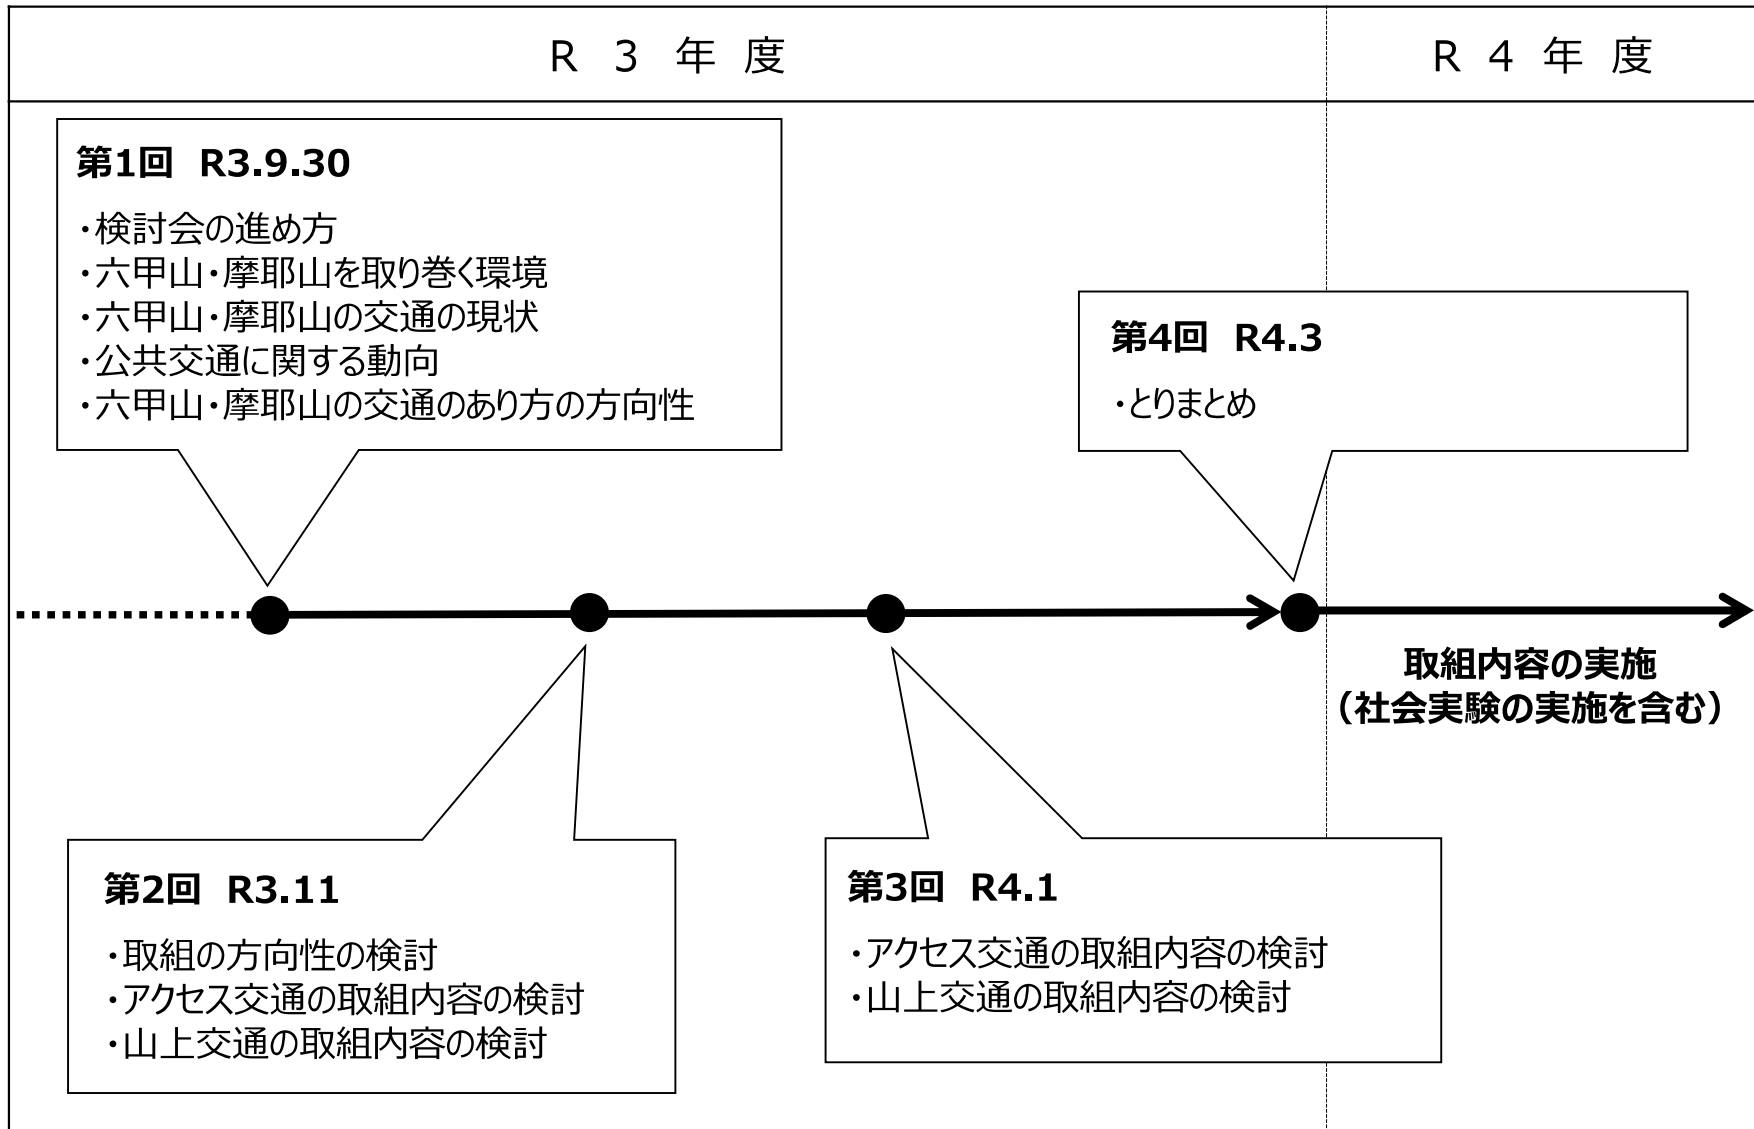 R 3 年 度
R 4 年 度
第1回 R3.9.30
・検討会の進め方
・六甲山・摩耶山を取り巻く環境
・六甲山・摩耶山の交通の現状
・公共交通に関する動向
・六甲山・摩耶山の交通のあり方の方向性
第4回 R4.3
・とりまとめ
取組内容の実施
（社会実験の実施を含む）
第2回 R3.11
・取組の方向性の検討
・アクセス交通の取組内容の検討
・山上交通の取組内容の検討
第3回 R4.1
・アクセス交通の取組内容の検討
・山上交通の取組内容の検討